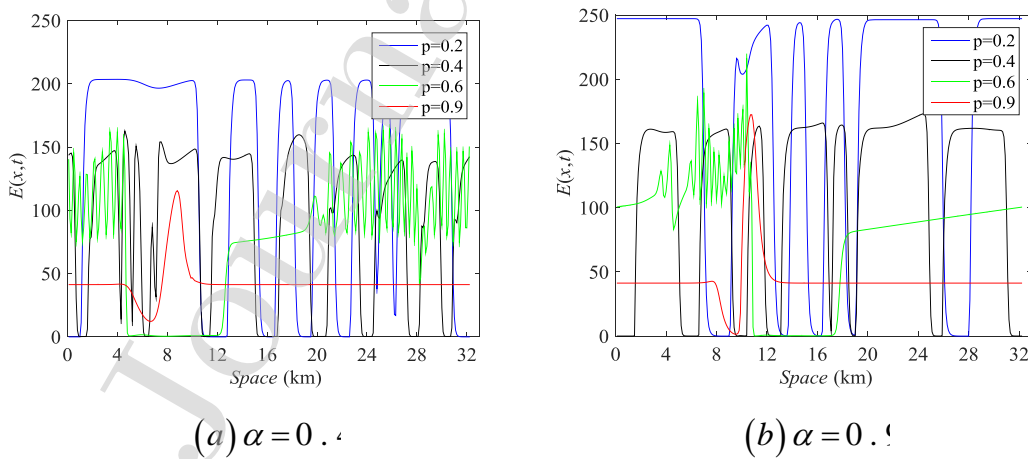 250
200
150
100
50
0
E(x,t)
0 4 8 12 16 20 24 28 32
Space (km)
p=0.2
p=0.4
p=0.6
p=0.9
(a) α = 0 .
250
200
150
100
50
0
E(x,t)
0 4 8 12 16 20 24 28 32
Space (km)
p=0.2
p=0.4
p=0.6
p=0.9
(b) α = 0 .